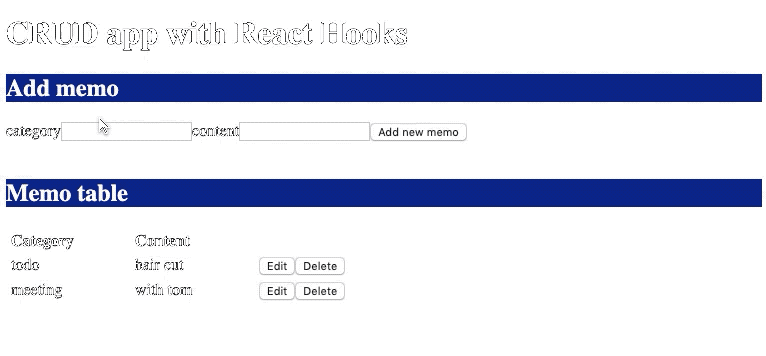 CRUD app with React Hooks
Add memo
category content Add new memo
Memo table
Category Content
todo hair cut Edit Delete
meeting with tom Edit Delete